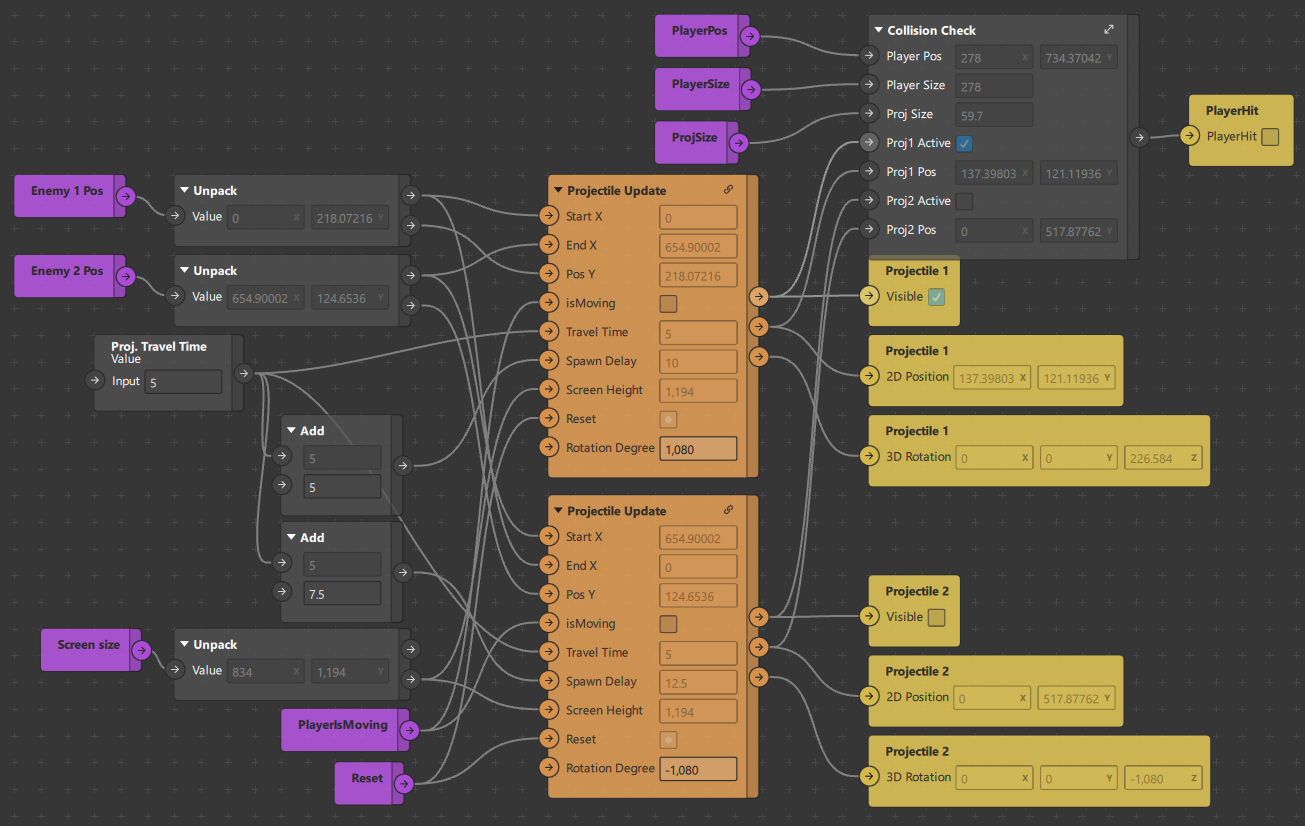 PlayerPos
PlayerSize
ProjSize
Collision Check
Player Pos 278 X 734.37042 Y
Player Size 278
Proj Size 59.7
Proj1 Active
Proj1 Pos 137.39803 X 121.11936 Y
Proj2 Active
Proj2 Pos 0 X 517.87762 Y
PlayerHit
PlayerHit
Enemy 1 Pos
Unpack
Value 0 X 218.07216 Y
Enemy 2 Pos
Unpack
Value 654.90002 X 124.6536 Y
Proj. Travel Time
Value
Input 5
Add
5
5
Add
5
7.5
Screen size
Unpack
Value 834 X 1,194 Y
PlayerIsMoving
Reset
Projectile Update
Start X 0
End X 654.90002
Pos Y 218.07216
isMoving
Travel Time 5
Spawn Delay 10
Screen Height 1,194
Reset
Rotation Degree 1,080
Projectile Update
Start X 654.90002
End X 0
Pos Y 124.6536
isMoving
Travel Time 5
Spawn Delay 12.5
Screen Height 1,194
Reset
Rotation Degree -1,080
Projectile 1
Visible
Projectile 1
2D Position 137.39803 X 121.11936 Y
Projectile 1
3D Rotation 0 X 0 Y 226.584 Z
Projectile 2
Visible
Projectile 2
2D Position 0 X 517.87762 Y
Projectile 2
3D Rotation 0 X 0 Y -1,080 Z